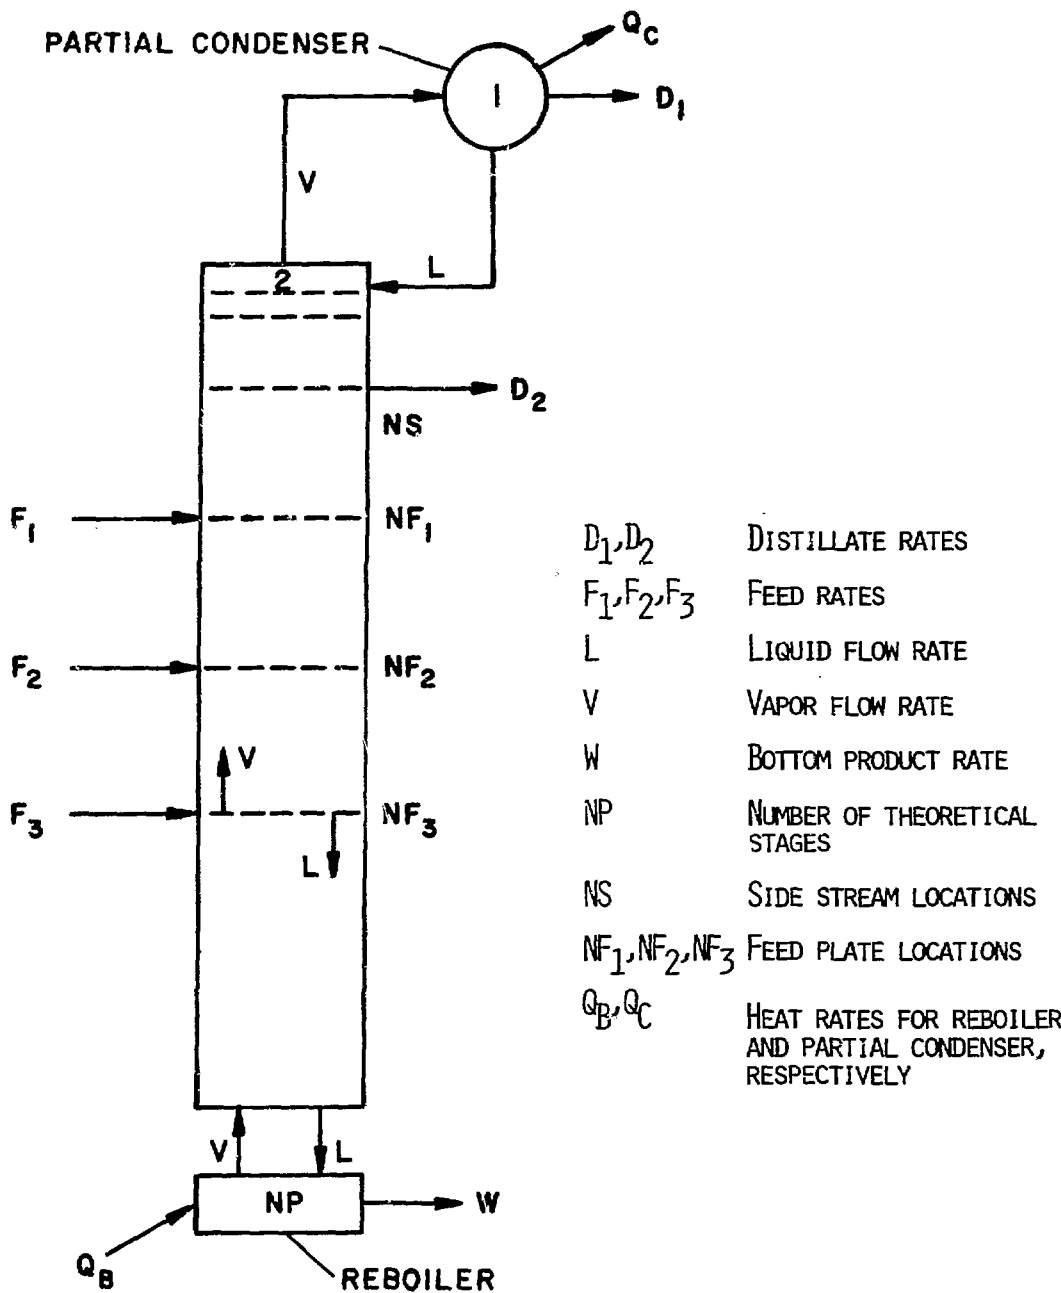 PARTIAL CONDENSER
Q_C
1
D_1
V
L
2
D_2
NS
F_1
NF_1
F_2
NF_2
V
F_3
NF_3
L
V
L
NP
W
Q_B
REBOILER
D_1,D_2 DISTILLATE RATES
F_1,F_2,F_3 FEED RATES
L LIQUID FLOW RATE
V VAPOR FLOW RATE
W BOTTOM PRODUCT RATE
NP NUMBER OF THEORETICAL
STAGES
NS SIDE STREAM LOCATIONS
NF_1,NF_2,NF_3 FEED PLATE LOCATIONS
Q_B,Q_C HEAT RATES FOR REBOILER
AND PARTIAL CONDENSER,
RESPECTIVELY